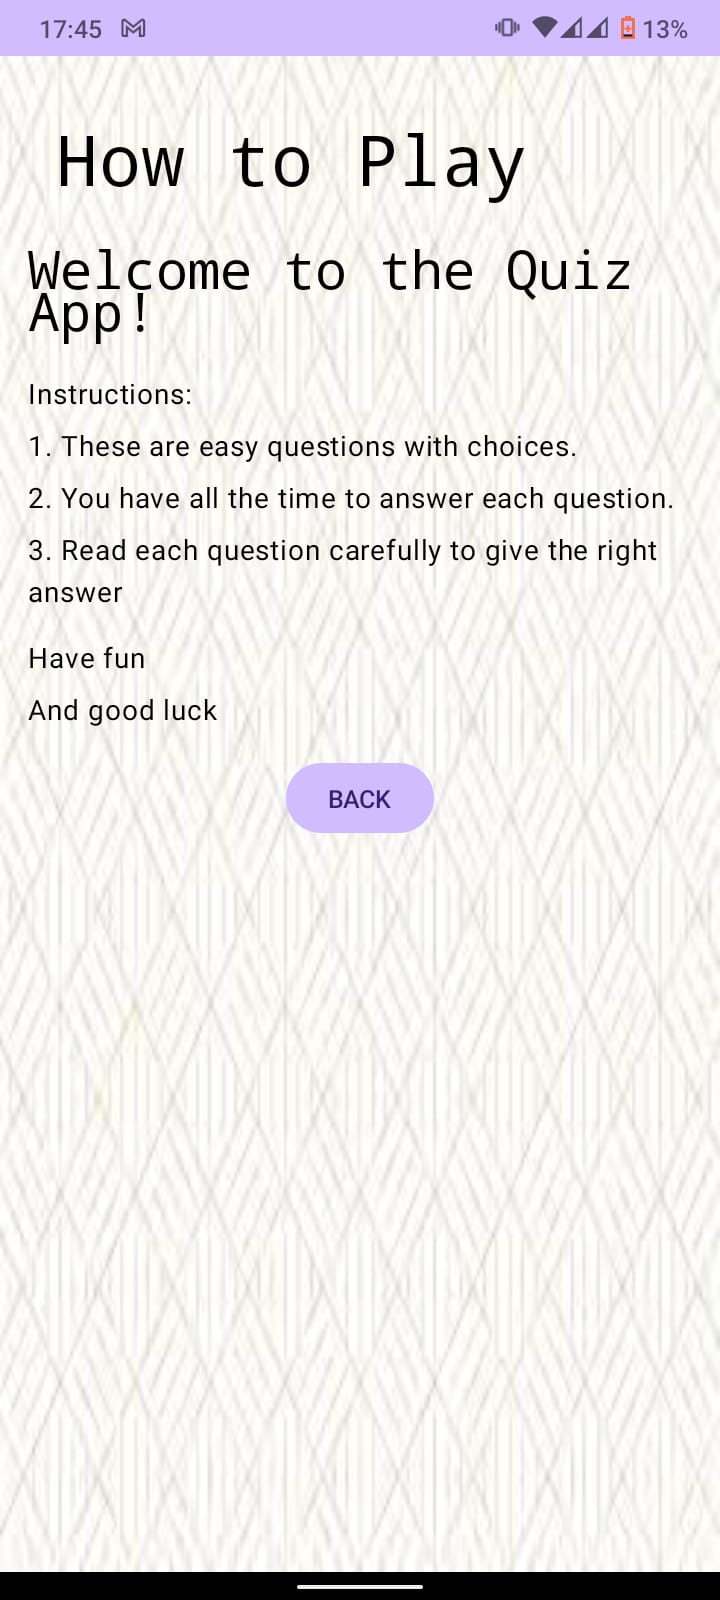 17:45 13%
How to Play
Welcome to the Quiz
App!
Instructions:
1. These are easy questions with choices.
2. You have all the time to answer each question.
3. Read each question carefully to give the right
answer
Have fun
And good luck
BACK